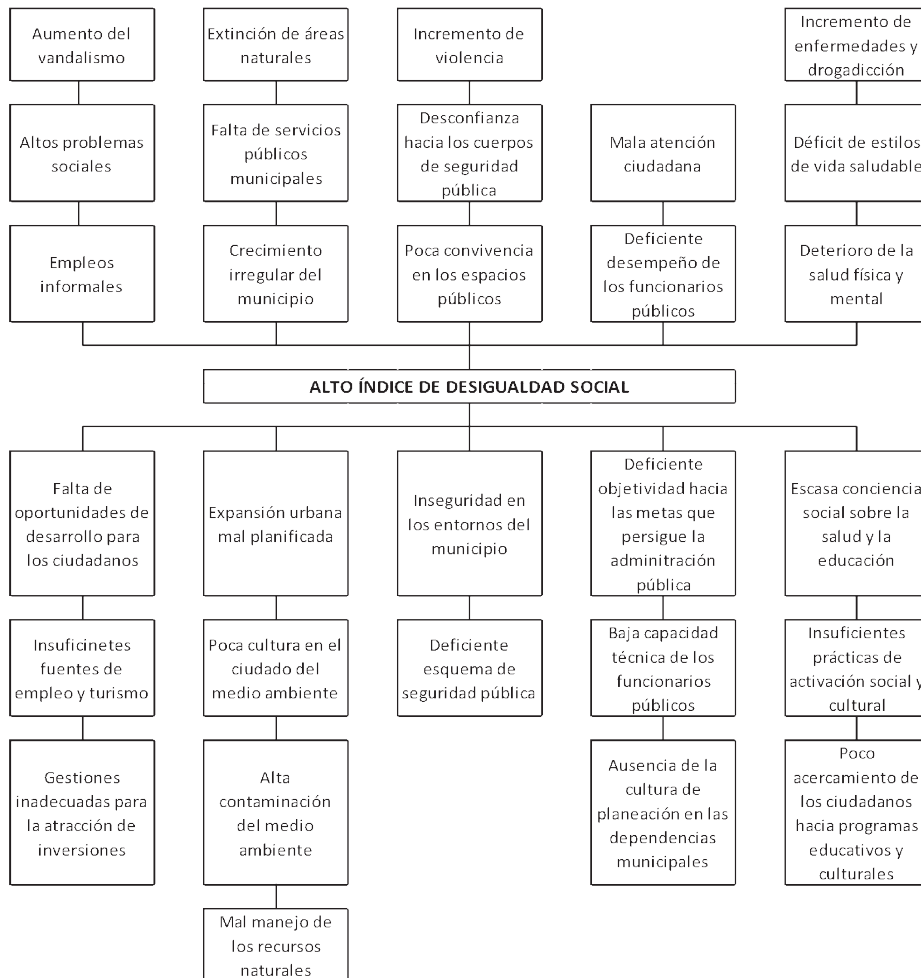 Aumento del
vandalismo
Extinción de áreas
naturales
Incremento de
violencia
Incremento de
enfermedades y
drogadicción
Altos problemas
sociales
Falta de servicios
públicos
municipales
Desconfianza
hacia los cuerpos
de seguridad
pública
Mala atención
ciudadana
Déficit de estilos
de vida saludable
Empleos
informales
Crecimiento
irregular del
municipio
Poca convivencia
en los espacios
públicos
Deficiente
desempeño de
los funcionarios
públicos
Deterioro de la
salud física y
mental
ALTO ÍNDICE DE DESIGUALDAD SOCIAL
Falta de
oportunidades de
desarrollo para
los ciudadanos
Expansión urbana
mal planificada
Inseguridad en
los entornos del
municipio
Deficiente
objetividad hacia
las metas que
persigue la
adminitración
pública
Escasa conciencia
social sobre la
salud y la
educación
Insuficinetes
fuentes de
empleo y turismo
Poca cultura en el
ciudado del
medio ambiente
Deficiente
esquema de
seguridad pública
Baja capacidad
técnica de los
funcionarios
públicos
Insuficientes
prácticas de
activación social y
cultural
Gestiones
inadecuadas para
la atracción de
inversiones
Alta
contaminación
del medio
ambiente
Ausencia de la
cultura de
planeación en las
dependencias
municipales
Poco
acercamiento de
los ciudadanos
hacia programas
educativos y
culturales
Mal manejo de
los recursos
naturales